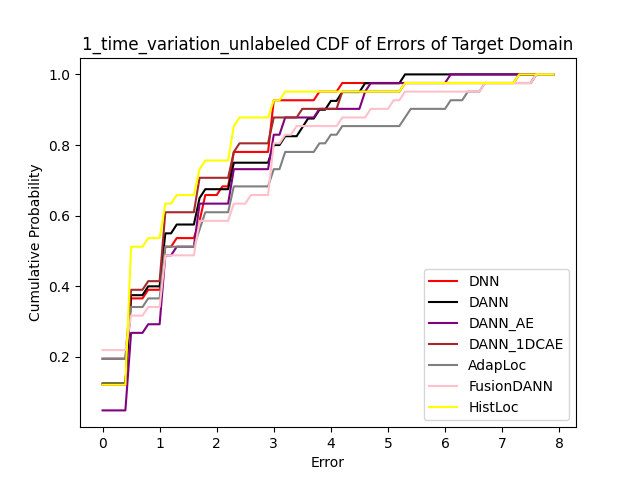 1_time_variation_unlabeled CDF of Errors of Target Domain
1.0
0.8
0.6
0.4
0.2
Cumulative Probability
0 1 2 3 4 5 6 7 8
Error
DNN
DANN
DANN_AE
DANN_1DCAE
AdapLoc
FusionDANN
HistLoc